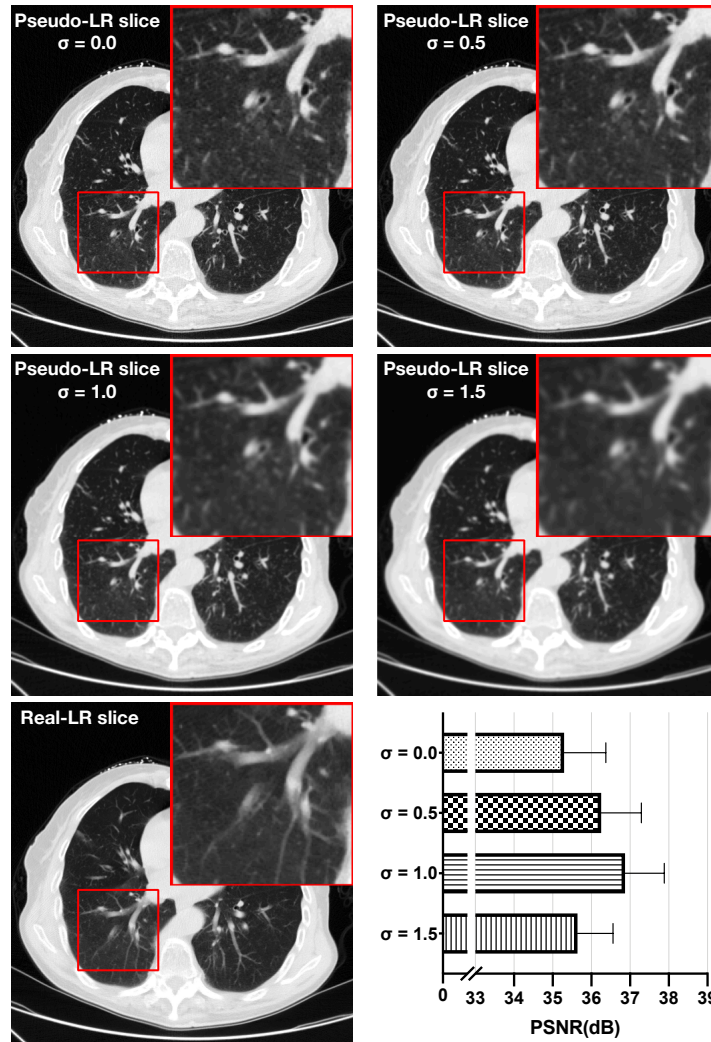 Pseudo-LR slice
σ = 0.0
Pseudo-LR slice
σ = 0.5
Pseudo-LR slice
σ = 1.0
Pseudo-LR slice
σ = 1.5
Real-LR slice
σ = 0.0
σ = 0.5
σ = 1.0
σ = 1.5
0 33 34 35 36 37 38 39
PSNR(dB)